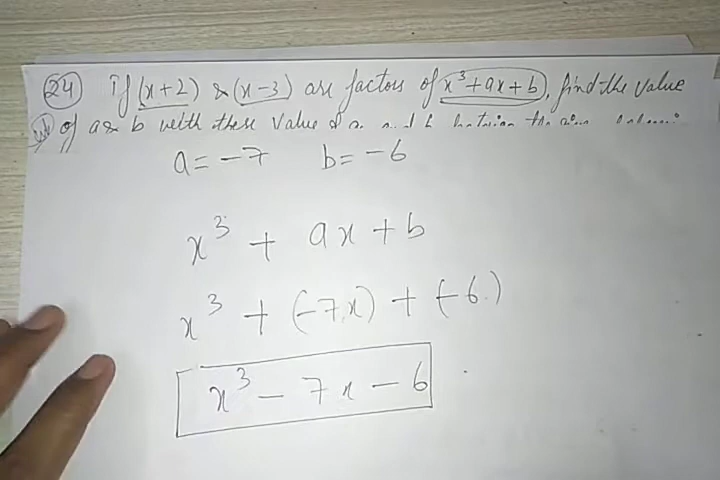 24 If (x+2) & (x-3) are factors of x³+ax+b, find the value
of a & b with these value of a and b
a = -7 b = -6
x³ + ax + b
x³ + (-7x) + (-6)
x³ - 7x - 6